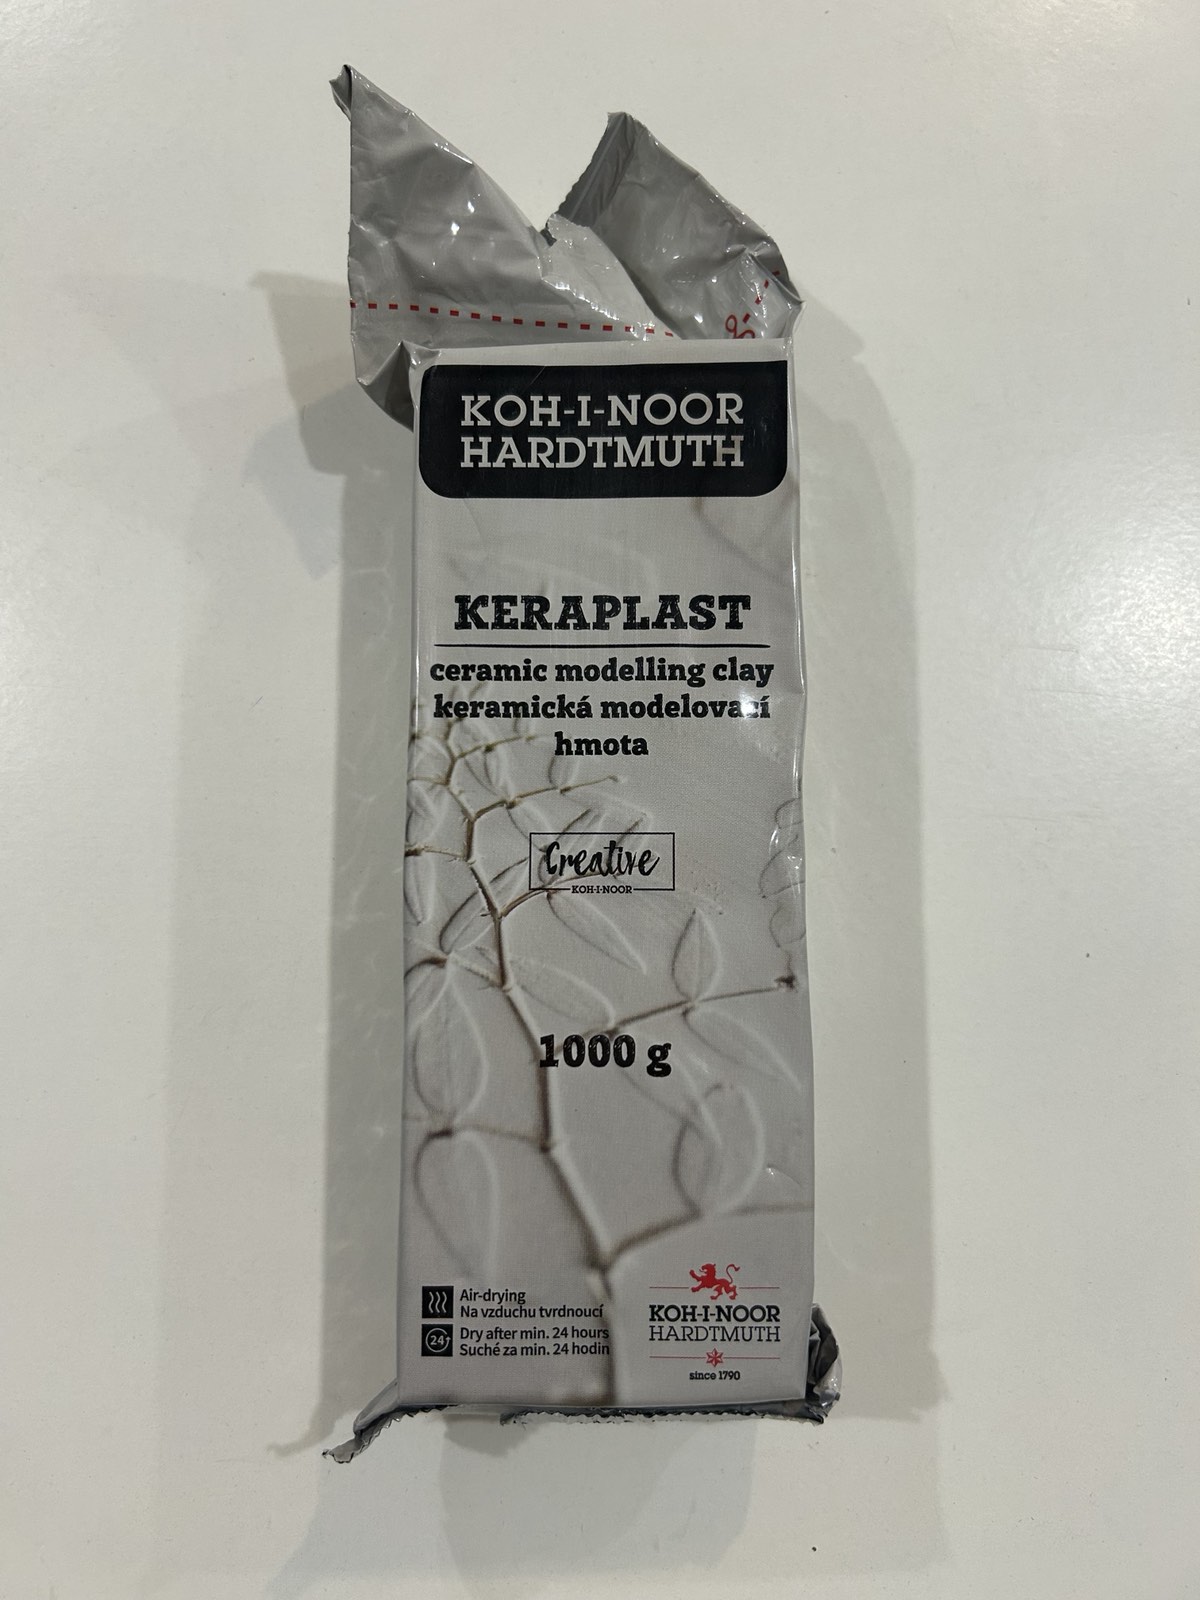 KOH-I-NOOR
HARDTMUTH
KERAPLAST
ceramic modelling clay
keramická modelovací
hmota
Creative
KOH-I-NOOR
1000 g
Air-drying
Na vzduchu tvrdnoucí
24
Dry after min. 24 hours
Suché za min. 24 hodin
KOH-I-NOOR
HARDTMUTH
since 1790